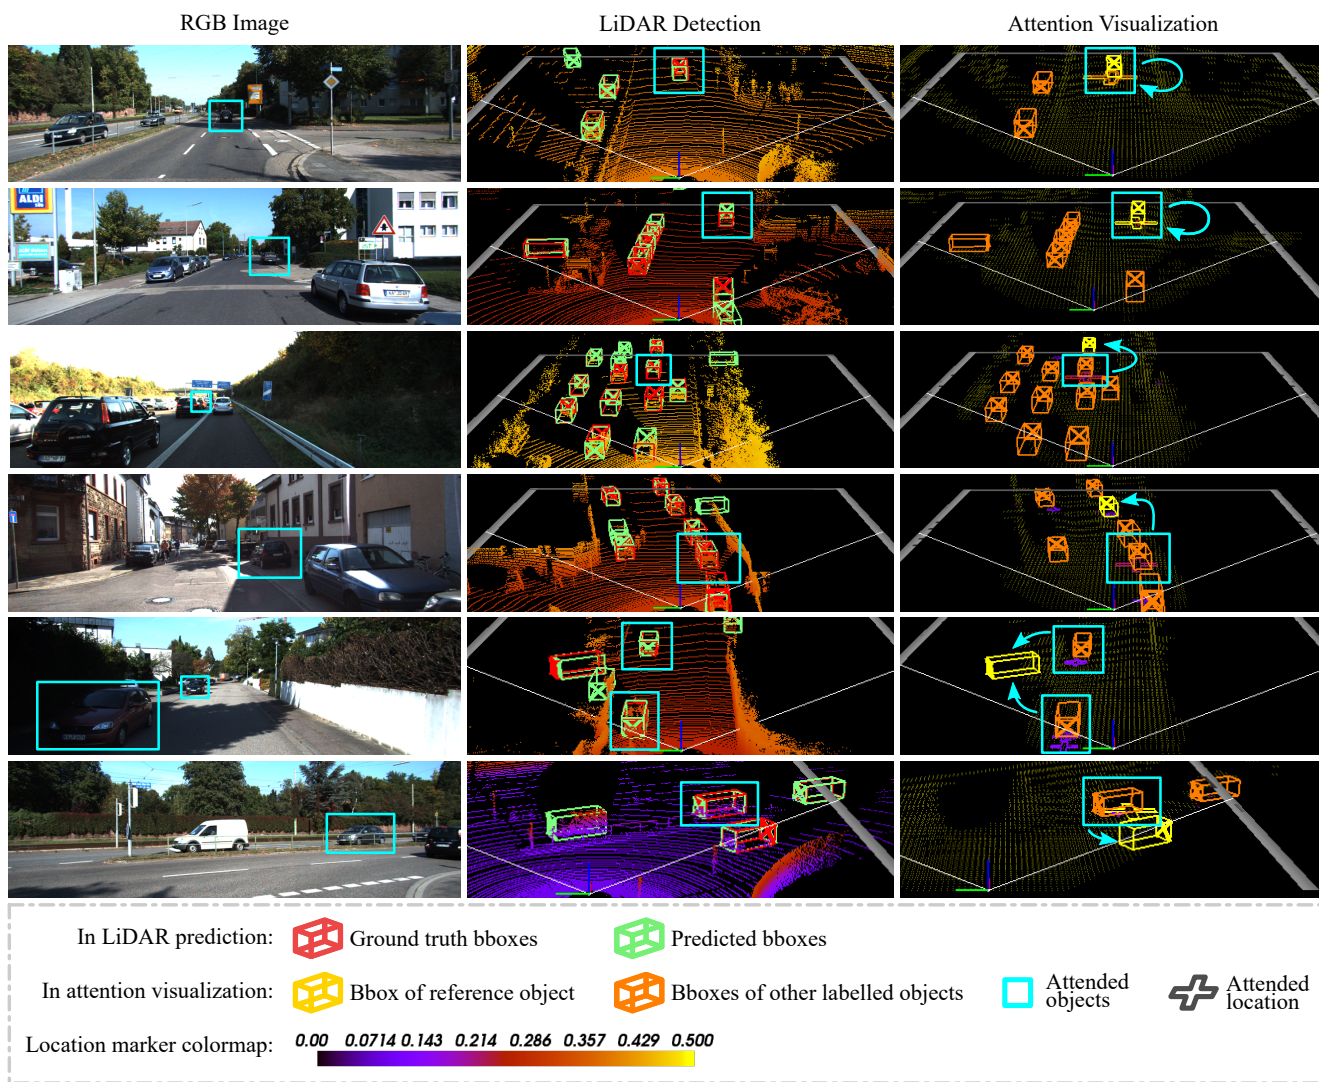 RGB Image
LiDAR Detection
Attention Visualization
ALDI
In LiDAR prediction:
Ground truth bboxes
Predicted bboxes
In attention visualization:
Bbox of reference object
Bboxes of other labelled objects
Attended
objects
Attended
location
Location marker colormap:
0.00 0.0714 0.143 0.214 0.286 0.357 0.429 0.500